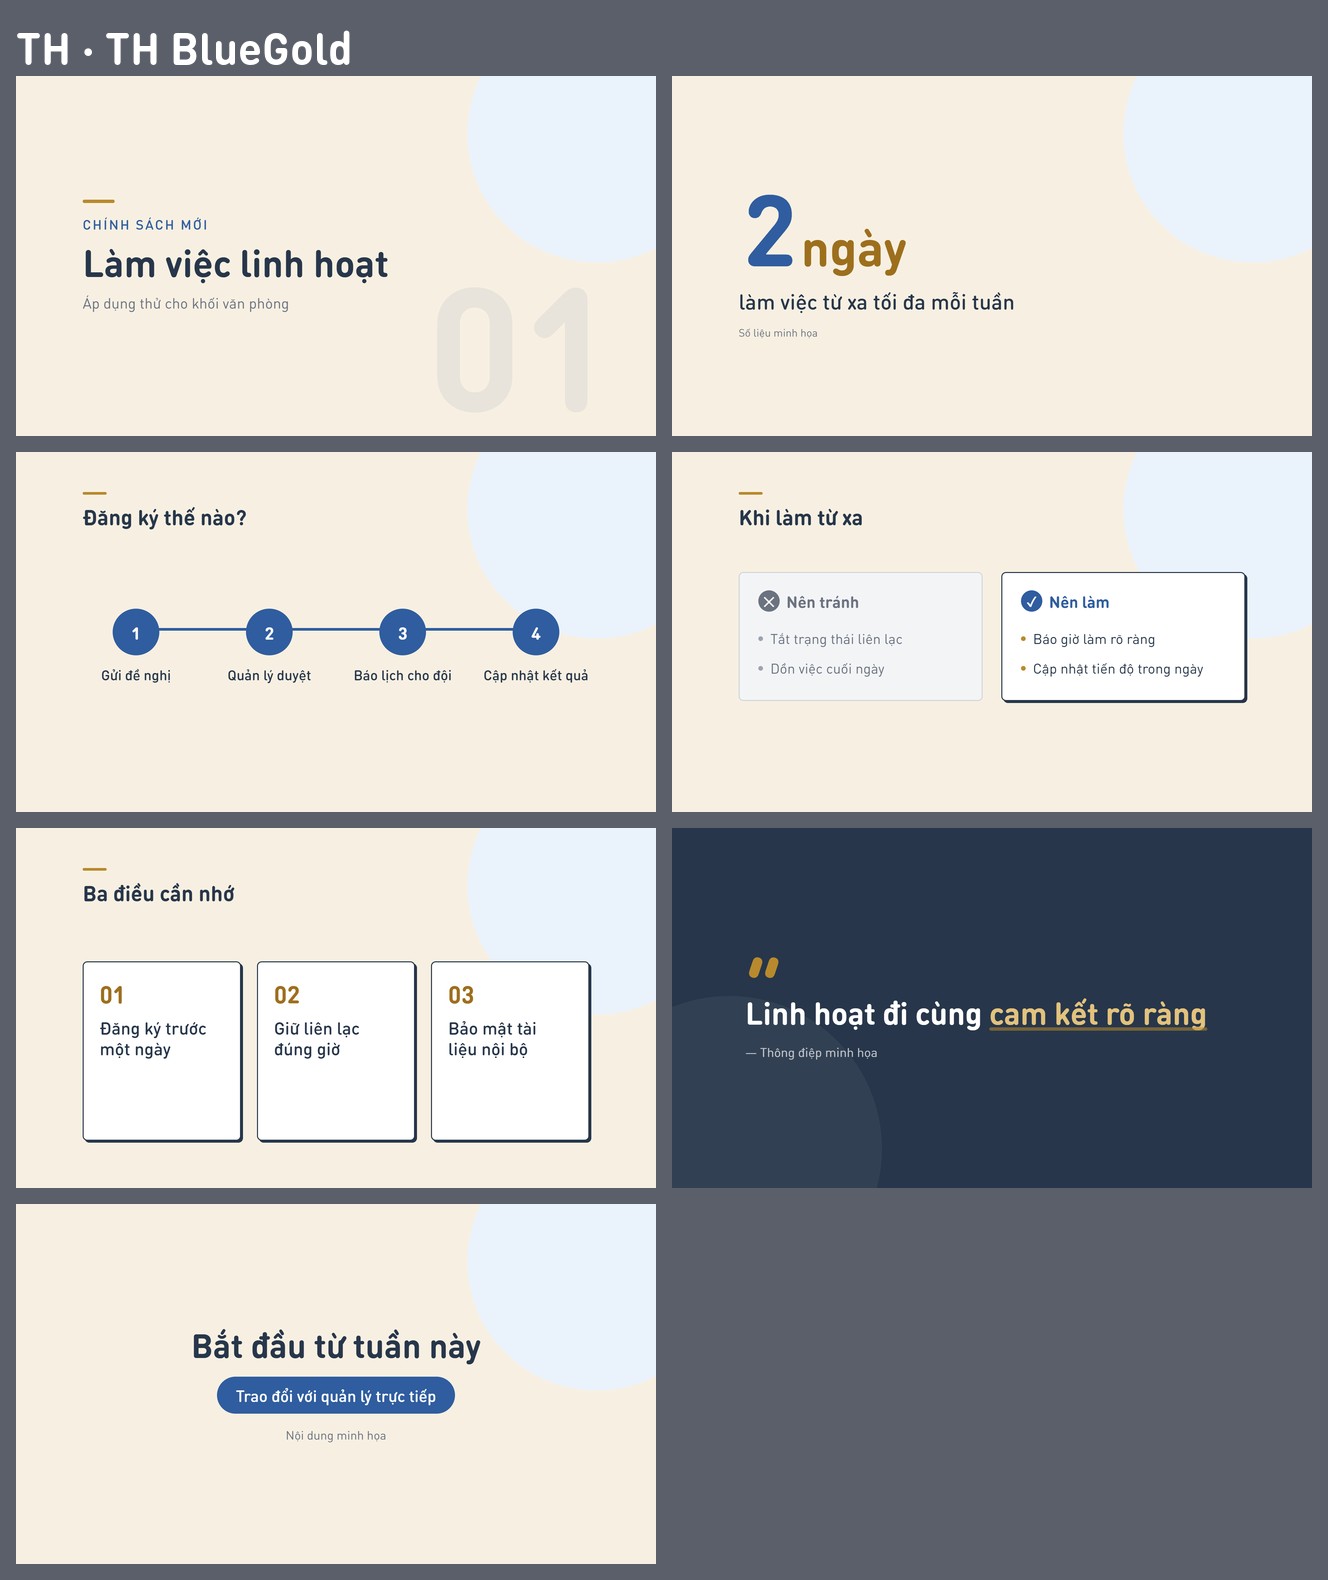 TH · TH BlueGold
CHÍNH SÁCH MỚI
Làm việc linh hoạt
Áp dụng thử cho khối văn phòng
01
2 ngày
làm việc từ xa tối đa mỗi tuần
Số liệu minh họa
Đăng ký thế nào?
1
2
3
4
Gửi đề nghị
Quản lý duyệt
Báo lịch cho đội
Cập nhật kết quả
Khi làm từ xa
Nên tránh
• Tắt trạng thái liên lạc
• Dồn việc cuối ngày
Nên làm
• Báo giờ làm rõ ràng
• Cập nhật tiến độ trong ngày
Ba điều cần nhớ
01
Đăng ký trước
một ngày
02
Giữ liên lạc
đúng giờ
03
Bảo mật tài
liệu nội bộ
"
Linh hoạt đi cùng cam kết rõ ràng
— Thông điệp minh họa
Bắt đầu từ tuần này
Trao đổi với quản lý trực tiếp
Nội dung minh họa